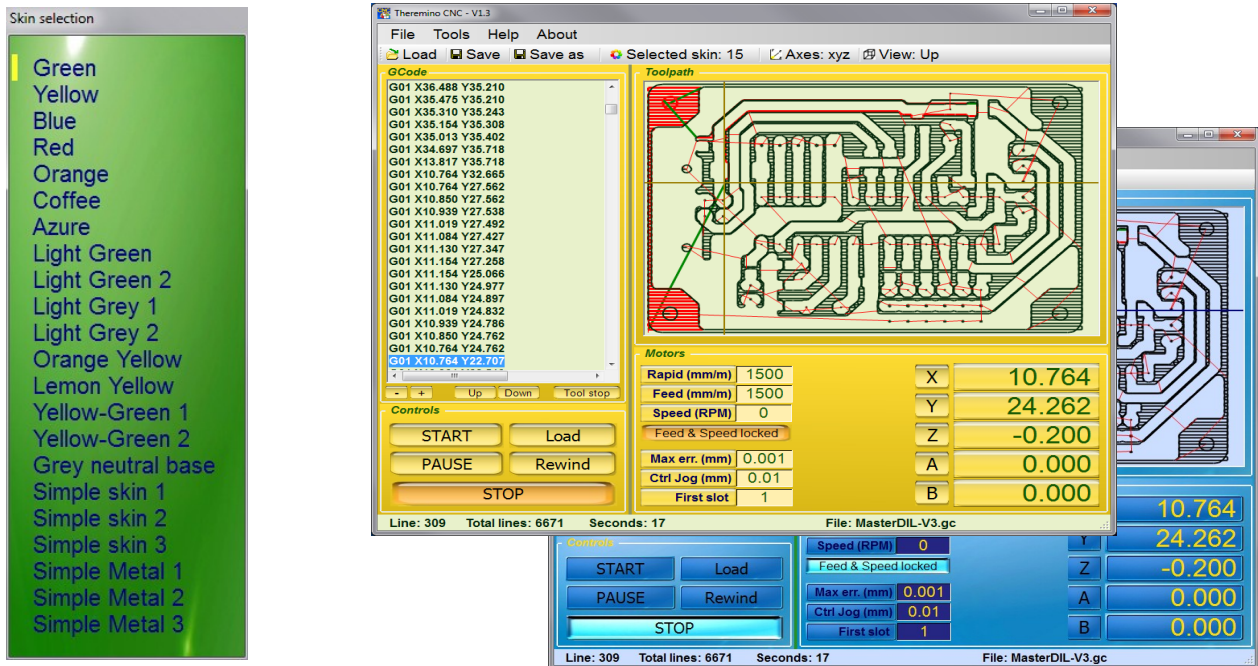 Skin selection
Green
Yellow
Blue
Red
Orange
Coffee
Azure
Light Green
Light Green 2
Light Grey 1
Light Grey 2
Orange Yellow
Lemon Yellow
Yellow-Green 1
Yellow-Green 2
Grey neutral base
Simple skin 1
Simple skin 2
Simple skin 3
Simple Metal 1
Simple Metal 2
Simple Metal 3
Theremino CNC - V1.3
File Tools Help About
Load Save Save as Selected skin: 15 Axes: xyz View: Up
GCode
G01 X36.488 Y35.210
G01 X35.475 Y35.210
G01 X35.310 Y35.243
G01 X35.154 Y35.308
G01 X35.013 Y35.402
G01 X34.697 Y35.718
G01 X13.817 Y35.718
G01 X10.764 Y32.665
G01 X10.764 Y27.562
G01 X10.850 Y27.562
G01 X10.939 Y27.538
G01 X11.019 Y27.492
G01 X11.084 Y27.427
G01 X11.130 Y27.347
G01 X11.154 Y27.258
G01 X11.154 Y25.066
G01 X11.130 Y24.977
G01 X11.084 Y24.897
G01 X11.019 Y24.832
G01 X10.939 Y24.786
G01 X10.850 Y24.762
G01 X10.764 Y24.762
G01 X10.764 Y22.707
- + Up Down Tool stop
Controls
START Load
PAUSE Rewind
STOP
Toolpath
Motors
Rapid (mm/m) 1500
Feed (mm/m) 1500
Speed (RPM) 0
Feed & Speed locked
Max err. (mm) 0.001
Ctrl Jog (mm) 0.01
First slot 1
X 10.764
Y 24.262
Z -0.200
A 0.000
B 0.000
Line: 309 Total lines: 6671 Seconds: 17 File: MasterDIL-V3.gc
Controls
START Load
PAUSE Rewind
STOP
Speed (RPM) 0
Feed & Speed locked
Max err. (mm) 0.001
Ctrl Jog (mm) 0.01
First slot 1
10.764
Y 24.262
Z -0.200
A 0.000
B 0.000
Line: 309 Total lines: 6671 Seconds: 17 File: MasterDIL-V3.gc